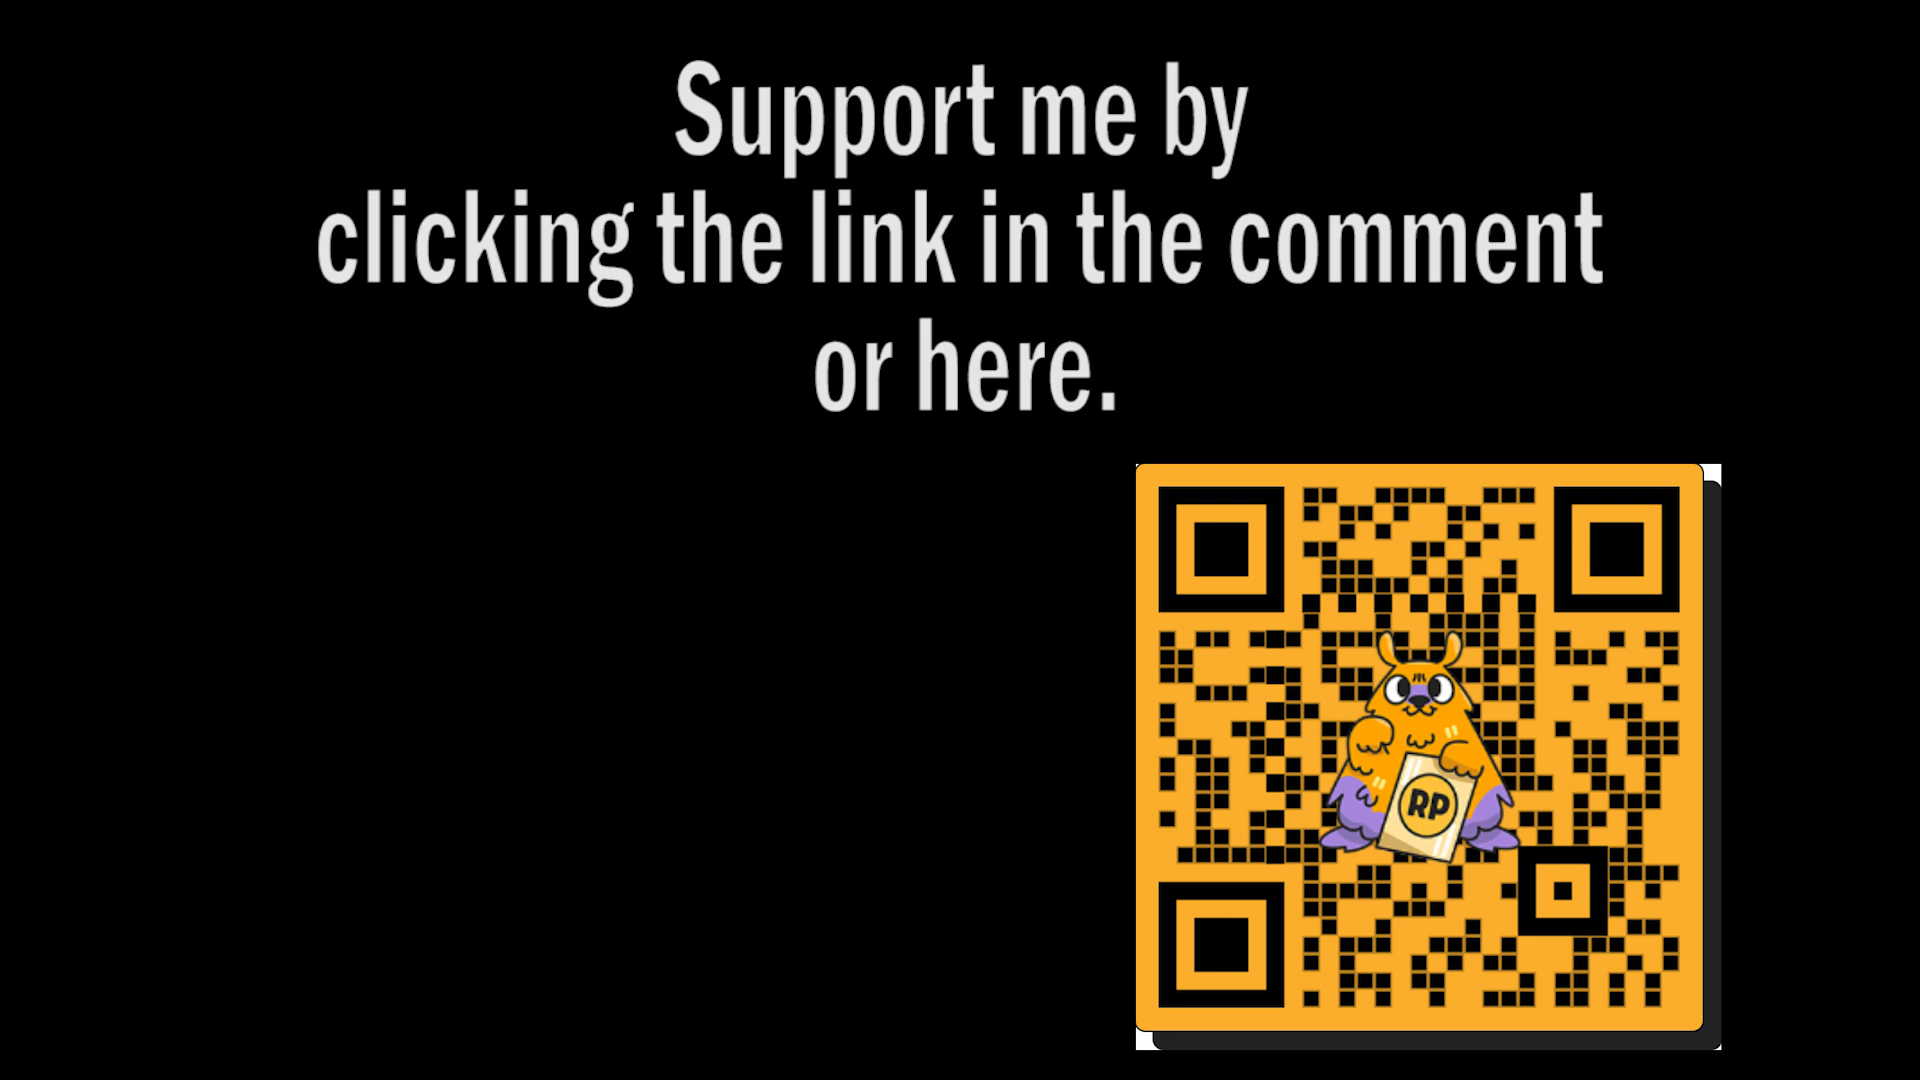 Support me by
clicking the link in the comment
or here.
RP